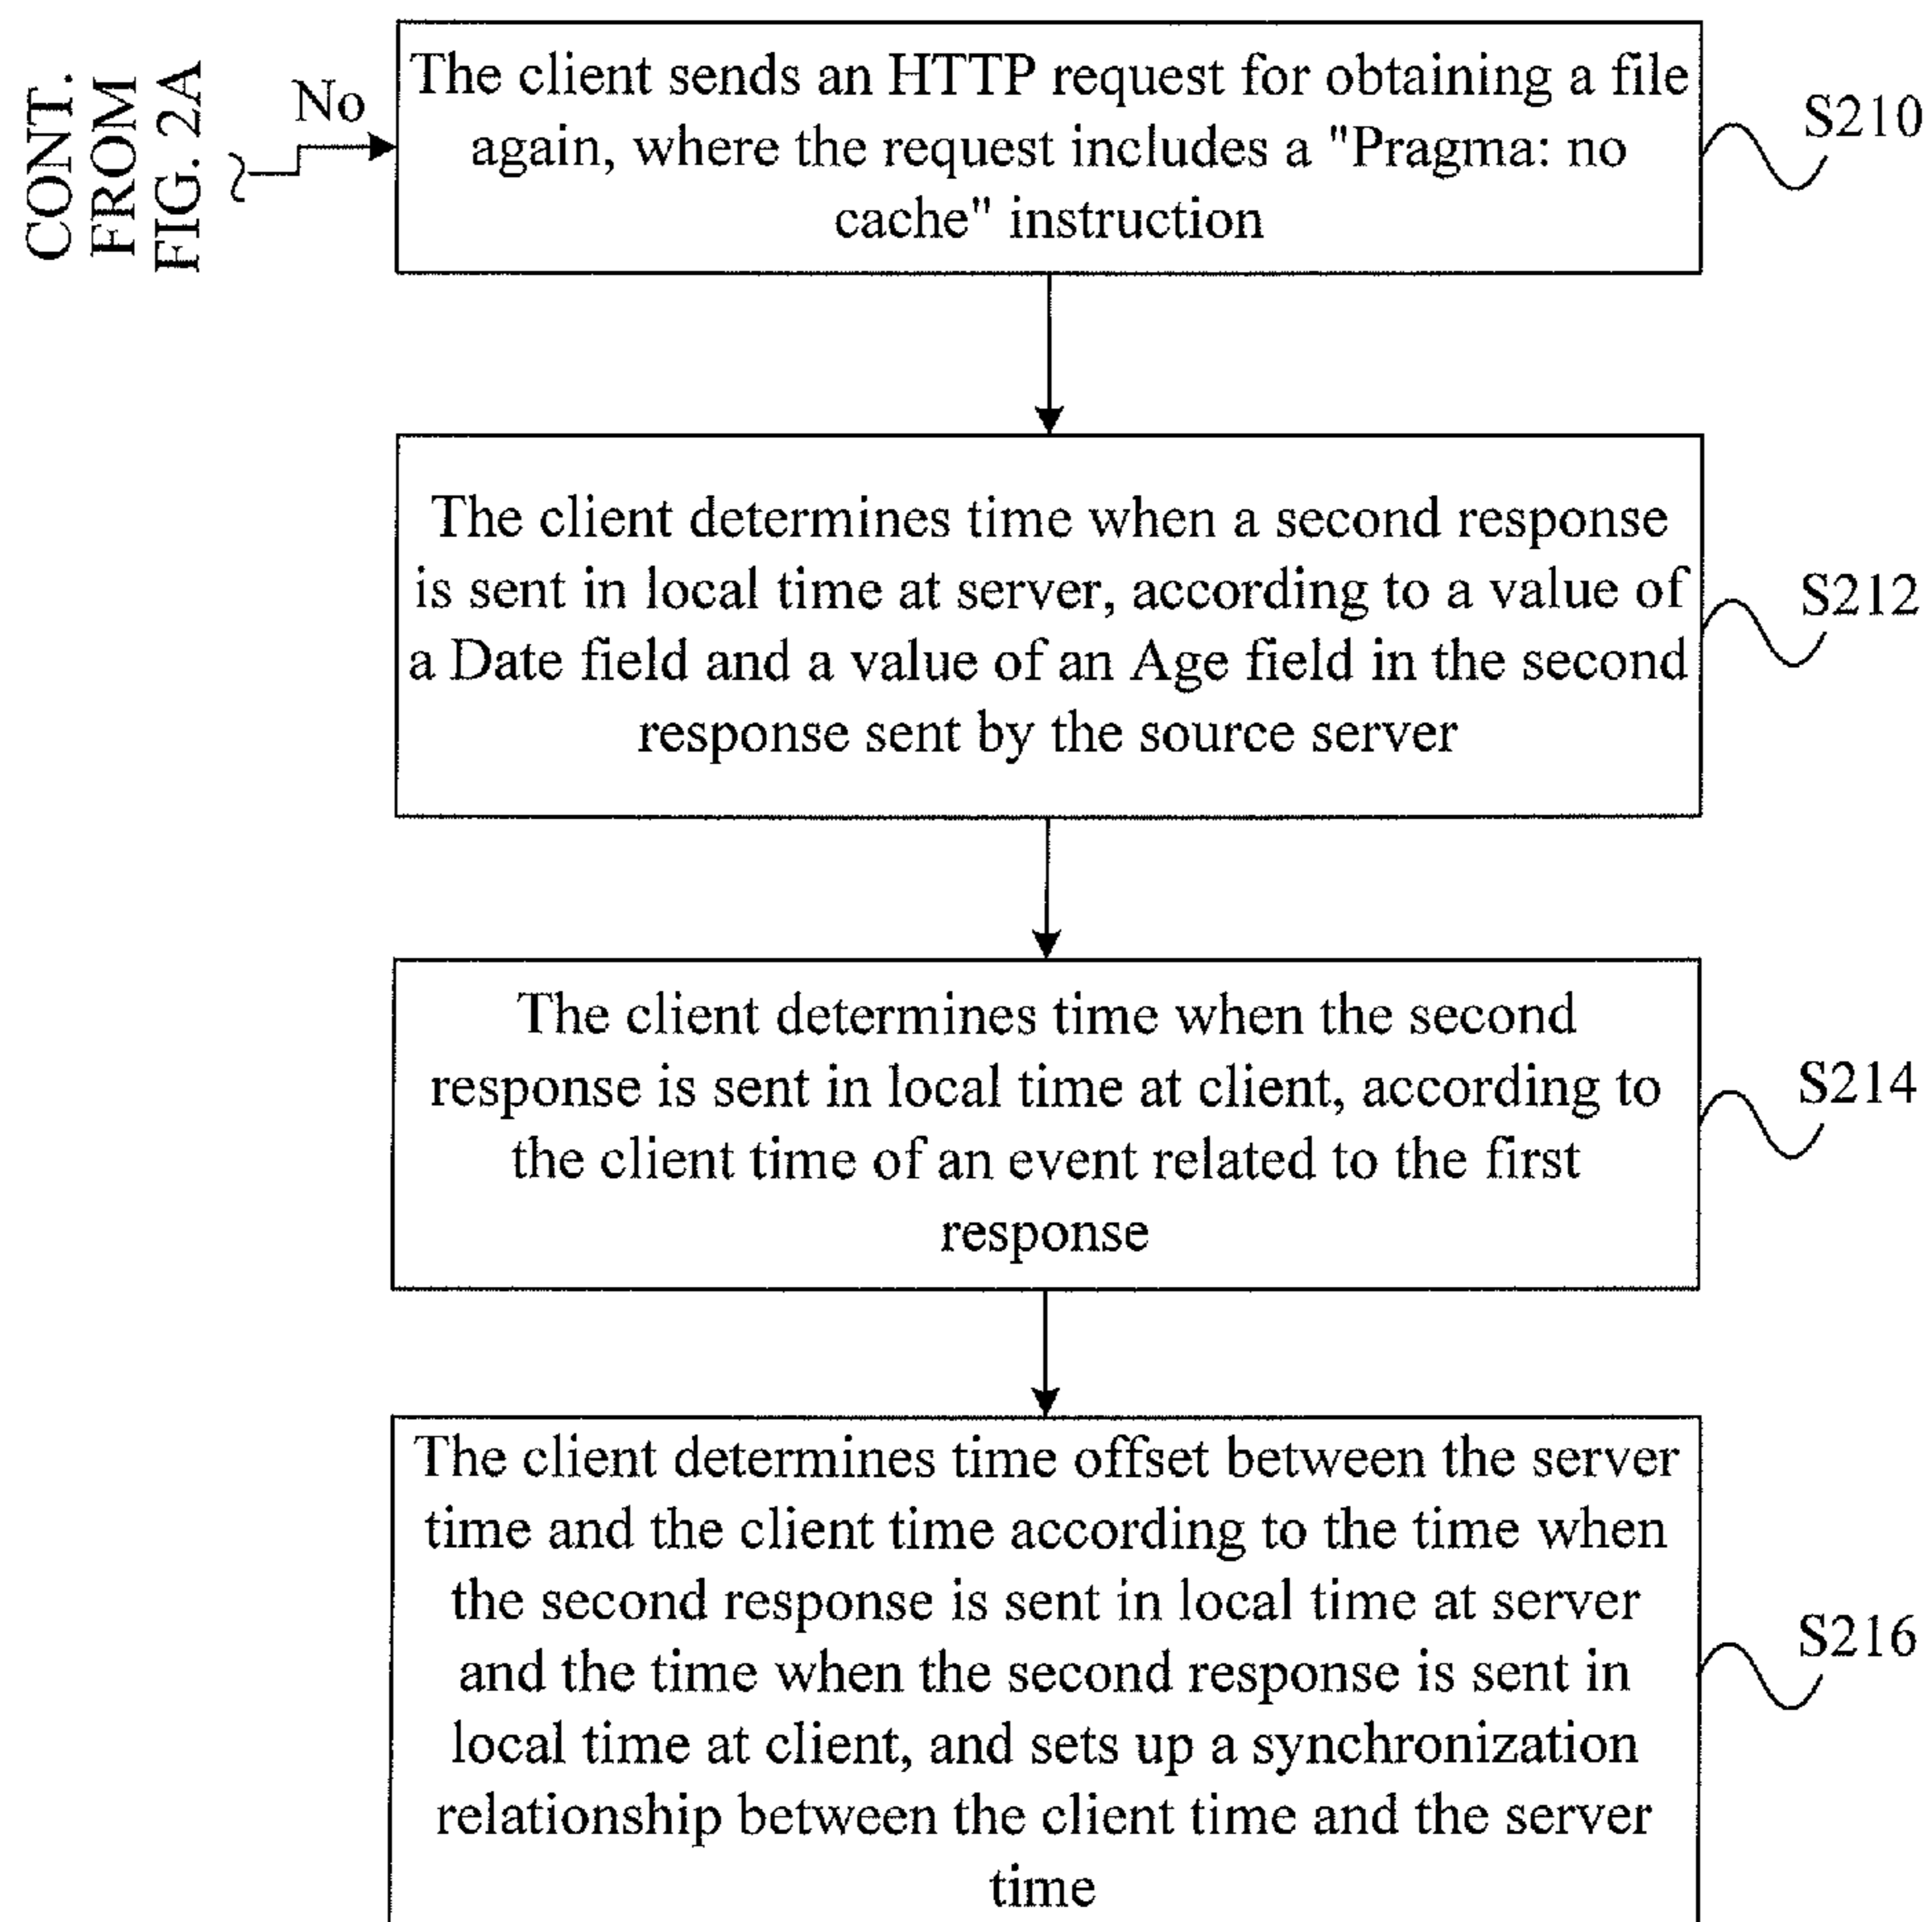 CONT.
FROM
FIG. 2A
No
The client sends an HTTP request for obtaining a file
again, where the request includes a "Pragma: no
cache" instruction
S210
The client determines time when a second response
is sent in local time at server, according to a value of
a Date field and a value of an Age field in the second
response sent by the source server
S212
The client determines time when the second
response is sent in local time at client, according to
the client time of an event related to the first
response
S214
The client determines time offset between the server
time and the client time according to the time when
the second response is sent in local time at server
and the time when the second response is sent in
local time at client, and sets up a synchronization
relationship between the client time and the server
time
S216